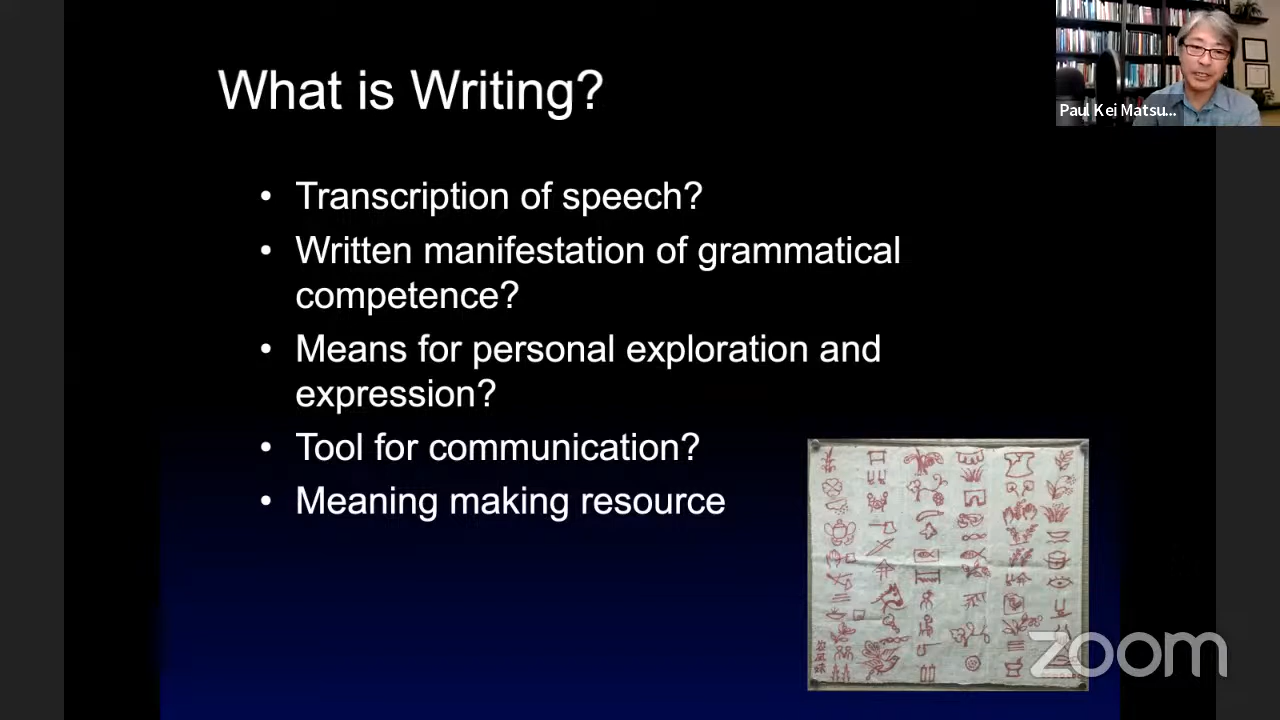 What is Writing?
Paul Kei Matsu...
• Transcription of speech?
• Written manifestation of grammatical
competence?
• Means for personal exploration and
expression?
• Tool for communication?
• Meaning making resource
zoom